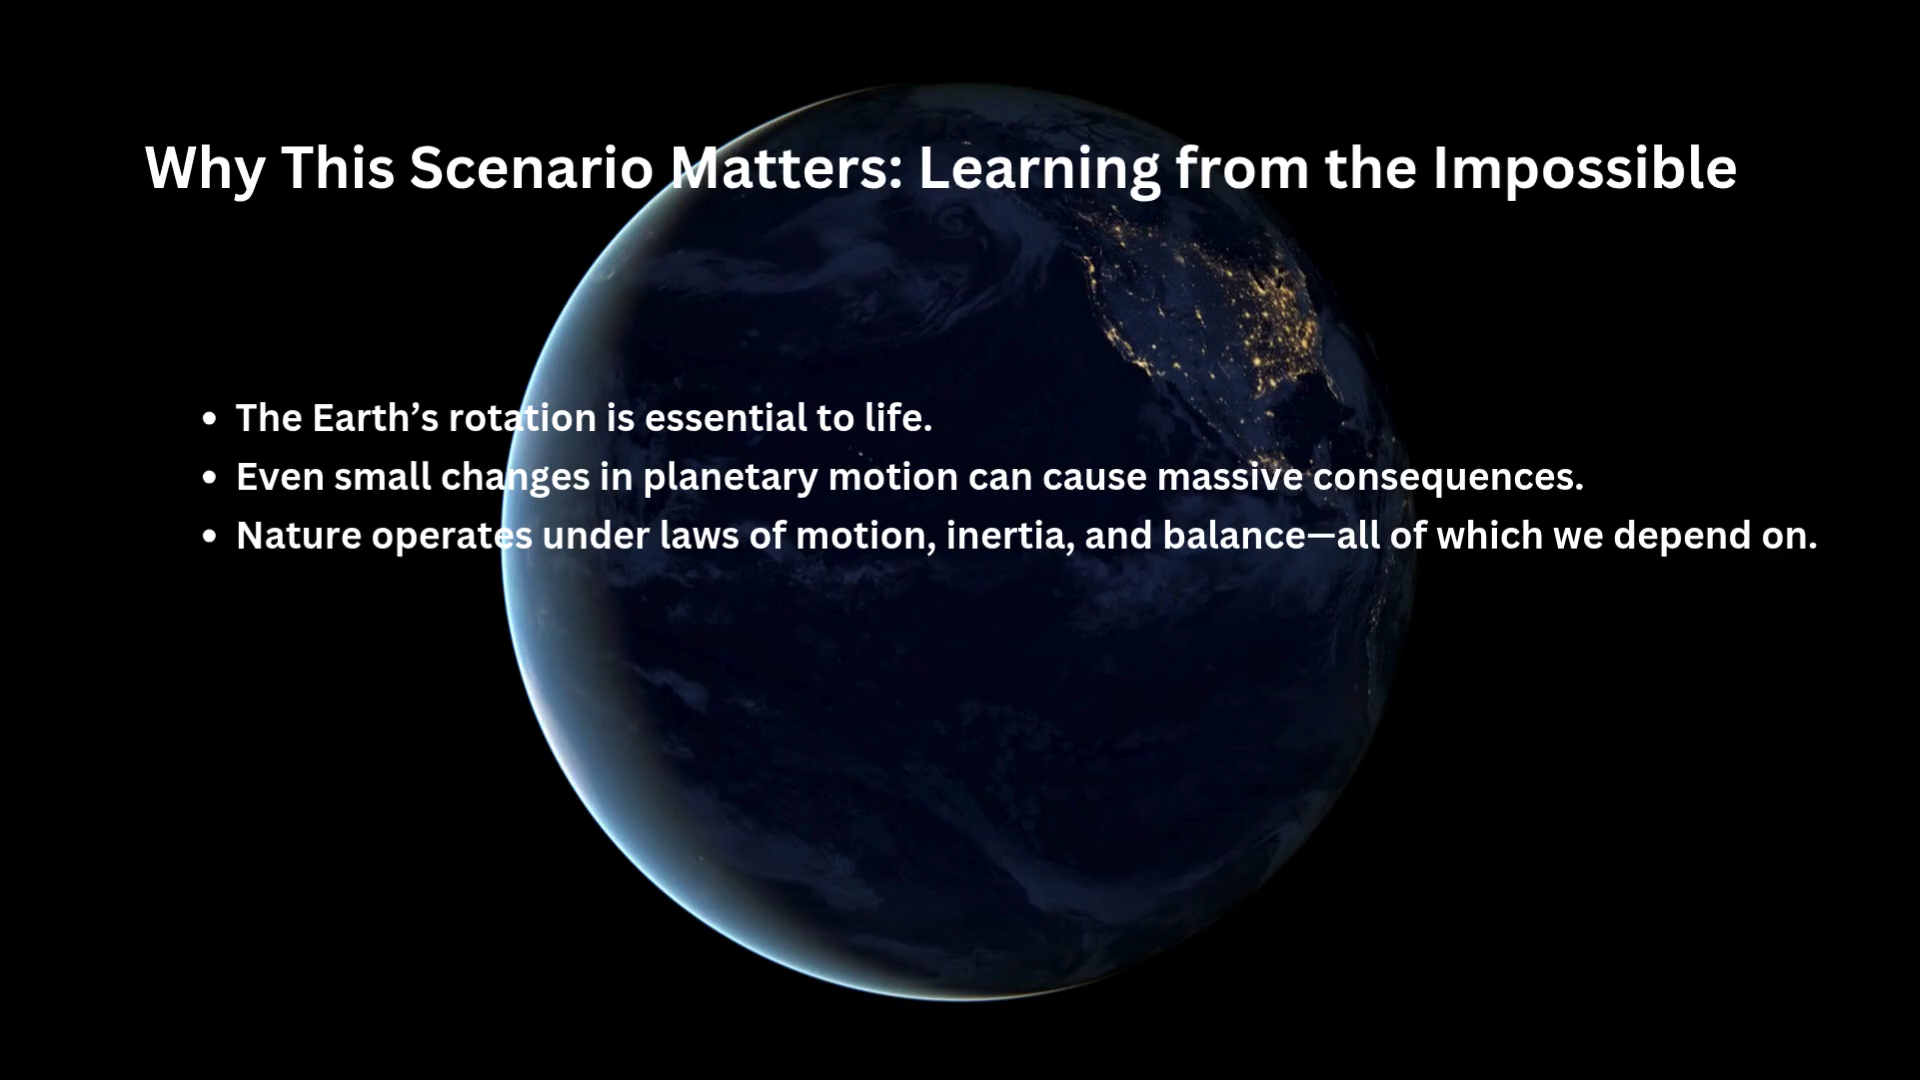 Why This Scenario Matters: Learning from the Impossible
• The Earth’s rotation is essential to life.
• Even small changes in planetary motion can cause massive consequences.
• Nature operates under laws of motion, inertia, and balance—all of which we depend on.